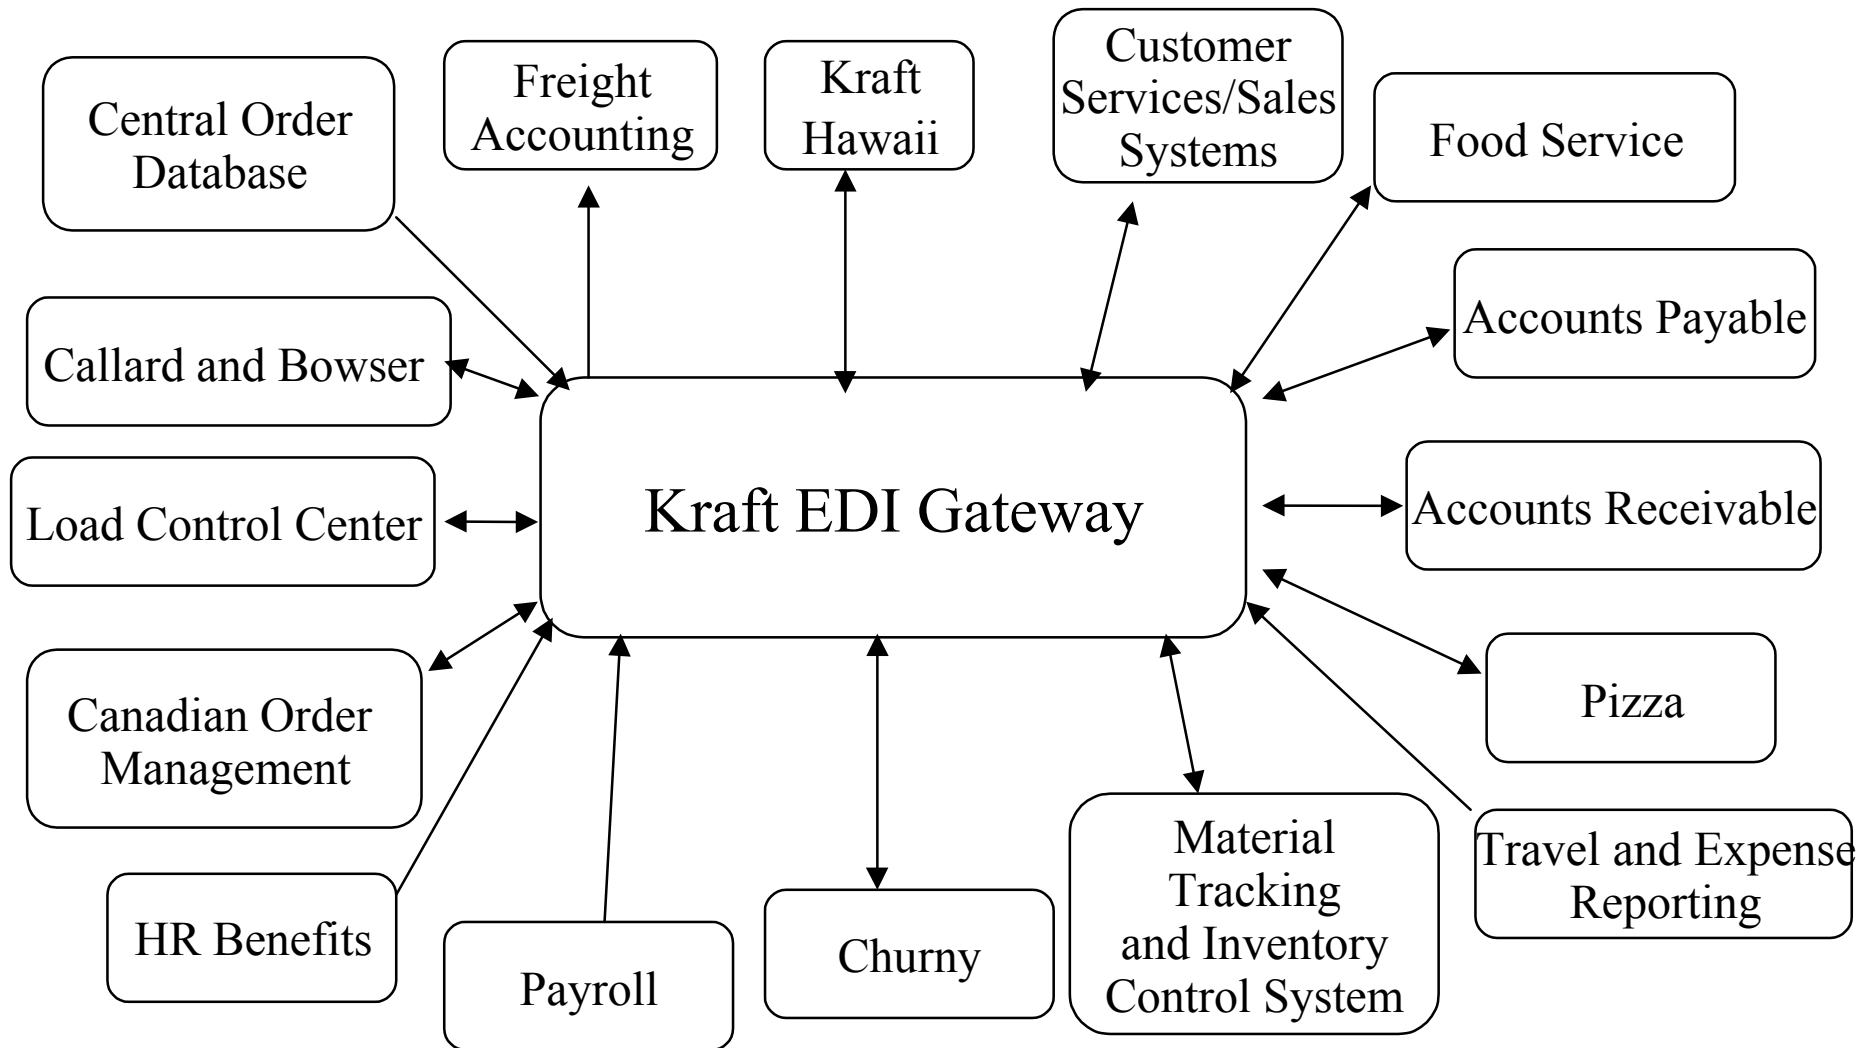 Central Order
Database
Freight
Accounting
Kraft
Hawaii
Customer
Services/Sales
Systems
Food Service
Callard and Bowser
Accounts Payable
Load Control Center
Kraft EDI Gateway
Accounts Receivable
Canadian Order
Management
Pizza
HR Benefits
Payroll
Churny
Material
Tracking
and Inventory
Control System
Travel and Expense
Reporting